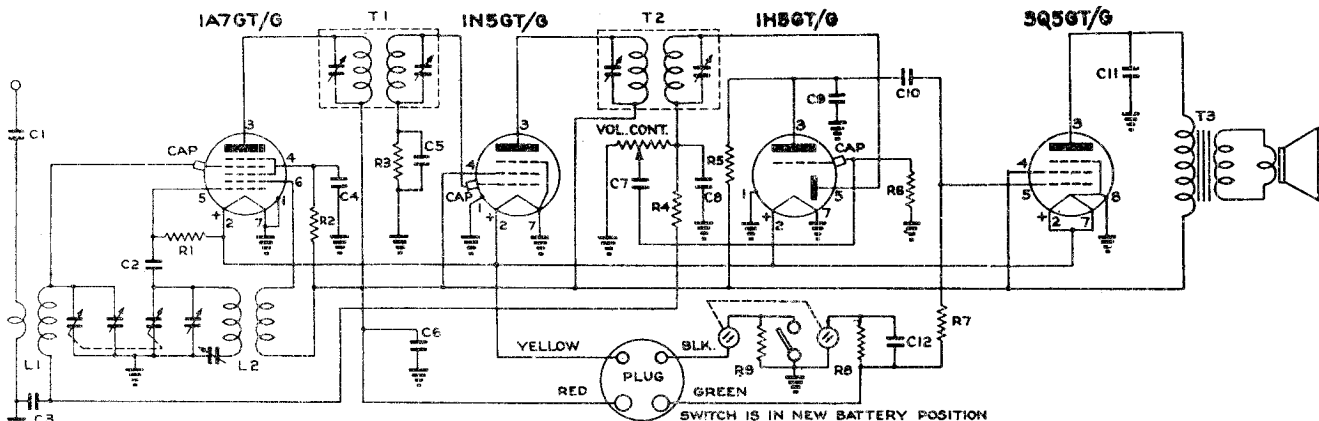 1A7GT/G
T1
1N5GT/G
T2
1H5GT/G
3Q5GT/G
C1
3
CAP
4
6
5
1
+
2
7
R1
C2
R2
C4
R3
C5
3
4
CAP
1
+
2
7
VOL. CONT.
C7
R4
C8
R5
3
C9
C10
CAP
1
5
+
2
7
R6
3
4
5
+
2
7
8
C11
T3
L1
L2
C3
C6
YELLOW
BLK.
PLUG
RED
GREEN
R9
R8
C12
R7
SWITCH IS IN NEW BATTERY POSITION